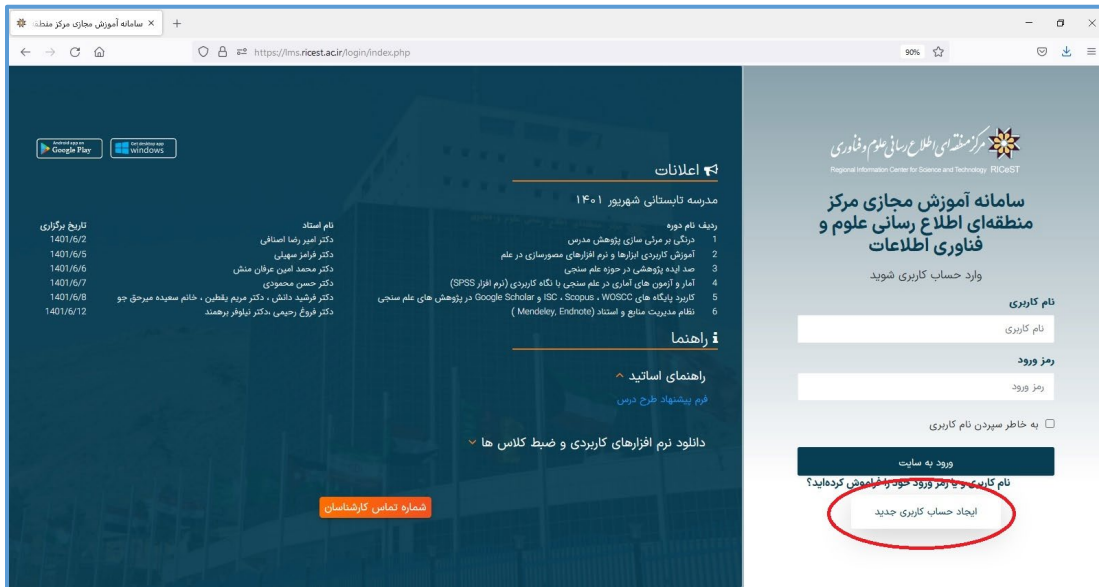 سامانه آموزش مجازی مرکز منطق
https://lms.ricest.ac.ir/login/index.php
90%
مرکز منطقه‌ای اطلاع رسانی علوم و فناوری
Regional Information Center for Science and Technology RICeST
سامانه آموزش مجازی مرکز
منطقه‌ای اطلاع رسانی علوم و
فناوری اطلاعات
وارد حساب کاربری شوید
نام کاربری
نام کاربری
رمز ورود
رمز ورود
به خاطر سپردن نام کاربری
ورود به سایت
نام کاربری و یا رمز ورود خود را فراموش کرده‌اید؟
ایجاد حساب کاربری جدید
Android app on Google Play
Get desktop app windows
اعلانات
مدرسه تابستانی شهریور ۱۴۰۱
ردیف نام دوره نام استاد تاریخ برگزاری
1 درنگی بر مرئی سازی پژوهش مدرس دکتر امیر رضا اصنافی 1401/6/2
2 آموزش کاربردی ابزارها و نرم افزارهای مصورسازی در علم دکتر فرامرز سهیلی 1401/6/5
3 صد ایده پژوهشی در حوزه علم سنجی دکتر محمد امین عرفان منش 1401/6/6
4 آمار و آزمون های آماری در علم سنجی با نگاه کاربردی (نرم افزار SPSS) دکتر حسن محمودی 1401/6/7
5 کاربرد پایگاه های ISC ، Scopus ، WOSCC و Google Scholar در پژوهش های علم سنجی دکتر فرشید دانش ، دکتر مریم یقطین ، خانم سعیده میرحق جو 1401/6/8
6 نظام مدیریت منابع و استناد (Mendeley, Endnote ) دکتر فروغ رحیمی ،دکتر نیلوفر برهمند 1401/6/12
راهنما
راهنمای اساتید
فرم پیشنهاد طرح درس
دانلود نرم افزارهای کاربردی و ضبط کلاس ها
شماره تماس کارشناسان